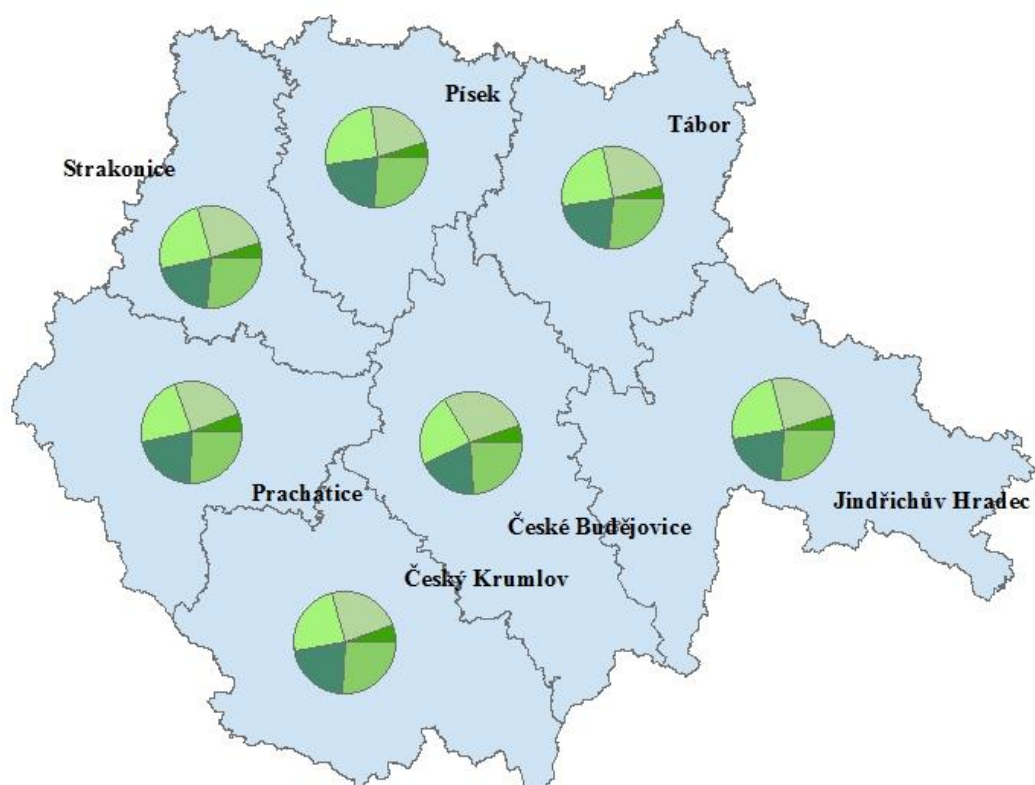 Písek
Tábor
Strakonice
Prachatice
Jindřichův Hradec
České Budějovice
Český Krumlov